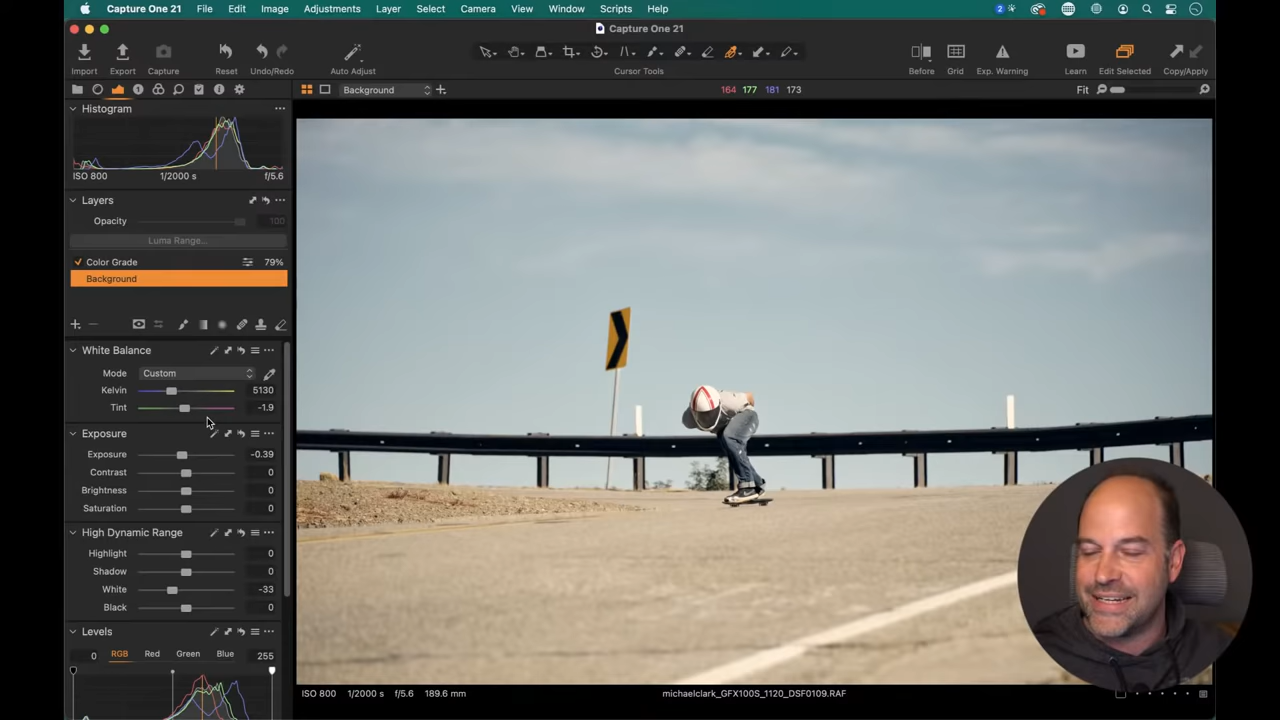 Capture One 21 File Edit Image Adjustments Layer Select Camera View Window Scripts Help 2
Capture One 21
Import Export Capture Reset Undo/Redo Auto Adjust Cursor Tools Before Grid Exp. Warning Learn Edit Selected Copy/Apply
Background 164 177 181 173 Fit
Histogram
ISO 800 1/2000 s f/5.6
Layers
Opacity 100
Luma Range...
Color Grade 79%
Background
White Balance
Mode Custom
Kelvin 5130
Tint -1.9
Exposure
Exposure -0.39
Contrast 0
Brightness 0
Saturation 0
High Dynamic Range
Highlight 0
Shadow 0
White -33
Black 0
Levels
0 RGB Red Green Blue 255
ISO 800 1/2000 s f/5.6 189.6 mm michaelclark_GFX100S_1120_DSF0109.RAF